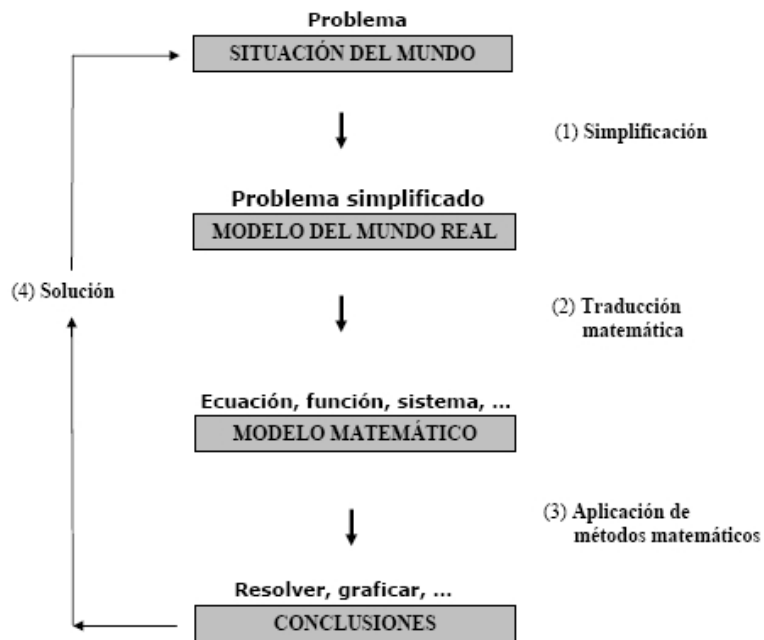 Problema
SITUACIÓN DEL MUNDO
(1) Simplificación
Problema simplificado
MODELO DEL MUNDO REAL
(4) Solución
(2) Traducción
matemática
Ecuación, función, sistema, ...
MODELO MATEMÁTICO
(3) Aplicación de
métodos matemáticos
Resolver, graficar, ...
CONCLUSIONES